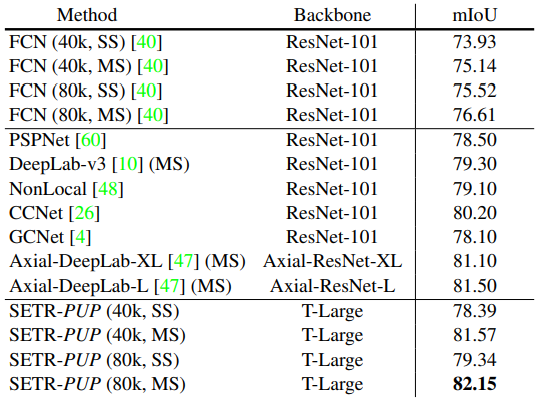 Method Backbone mIoU
FCN (40k, SS) [40] ResNet-101 73.93
FCN (40k, MS) [40] ResNet-101 75.14
FCN (80k, SS) [40] ResNet-101 75.52
FCN (80k, MS) [40] ResNet-101 76.61
PSPNet [60] ResNet-101 78.50
DeepLab-v3 [10] (MS) ResNet-101 79.30
NonLocal [48] ResNet-101 79.10
CCNet [26] ResNet-101 80.20
GCNet [4] ResNet-101 78.10
Axial-DeepLab-XL [47] (MS) Axial-ResNet-XL 81.10
Axial-DeepLab-L [47] (MS) Axial-ResNet-L 81.50
SETR-PUP (40k, SS) T-Large 78.39
SETR-PUP (40k, MS) T-Large 81.57
SETR-PUP (80k, SS) T-Large 79.34
SETR-PUP (80k, MS) T-Large 82.15